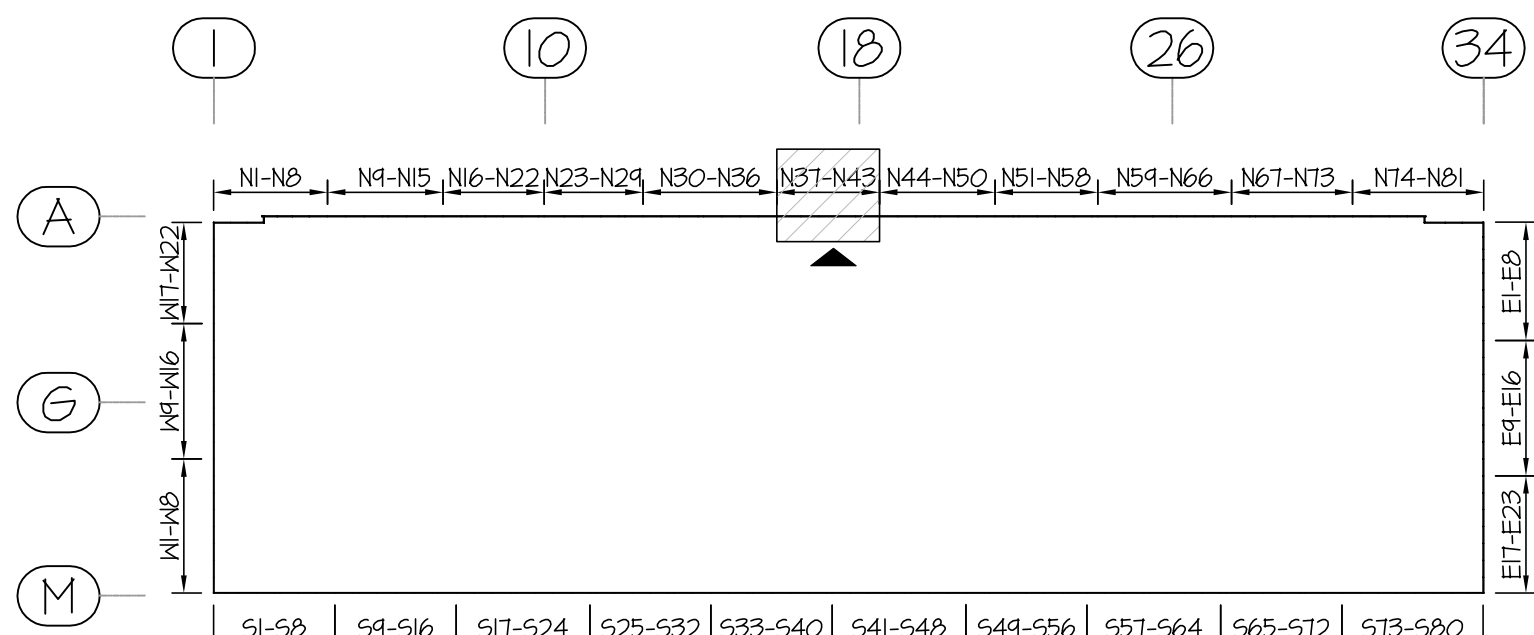 1 10 18 26 34
N1-N8 N9-N15 N16-N22 N23-N29 N30-N36 N37-N43 N44-N50 N51-N58 N59-N66 N67-N73 N74-N81
A
W17-W22
E1-E8
G
W9-W16
E9-E16
W1-W8
E17-E23
M
S1-S8 S9-S16 S17-S24 S25-S32 S33-S40 S41-S48 S49-S56 S57-S64 S65-S72 S73-S80